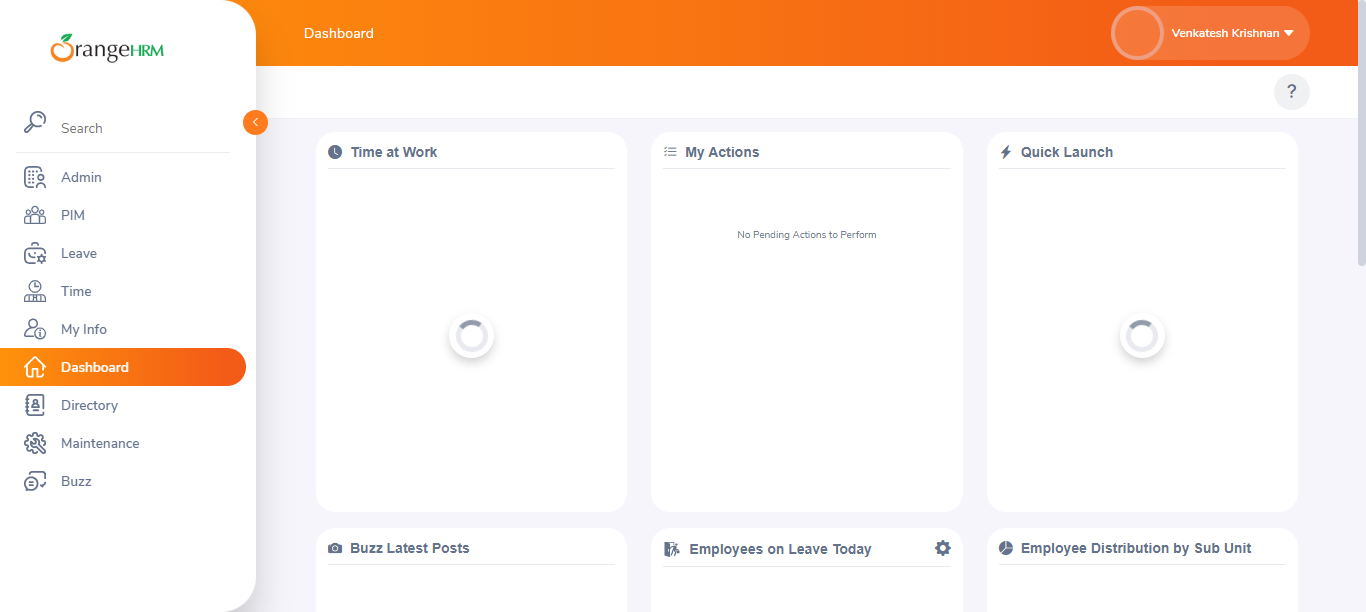 OrangeHRM
Dashboard
Venkatesh Krishnan
?
Search
Admin
PIM
Leave
Time
My Info
Dashboard
Directory
Maintenance
Buzz
Time at Work
My Actions
No Pending Actions to Perform
Quick Launch
Buzz Latest Posts
Employees on Leave Today
Employee Distribution by Sub Unit